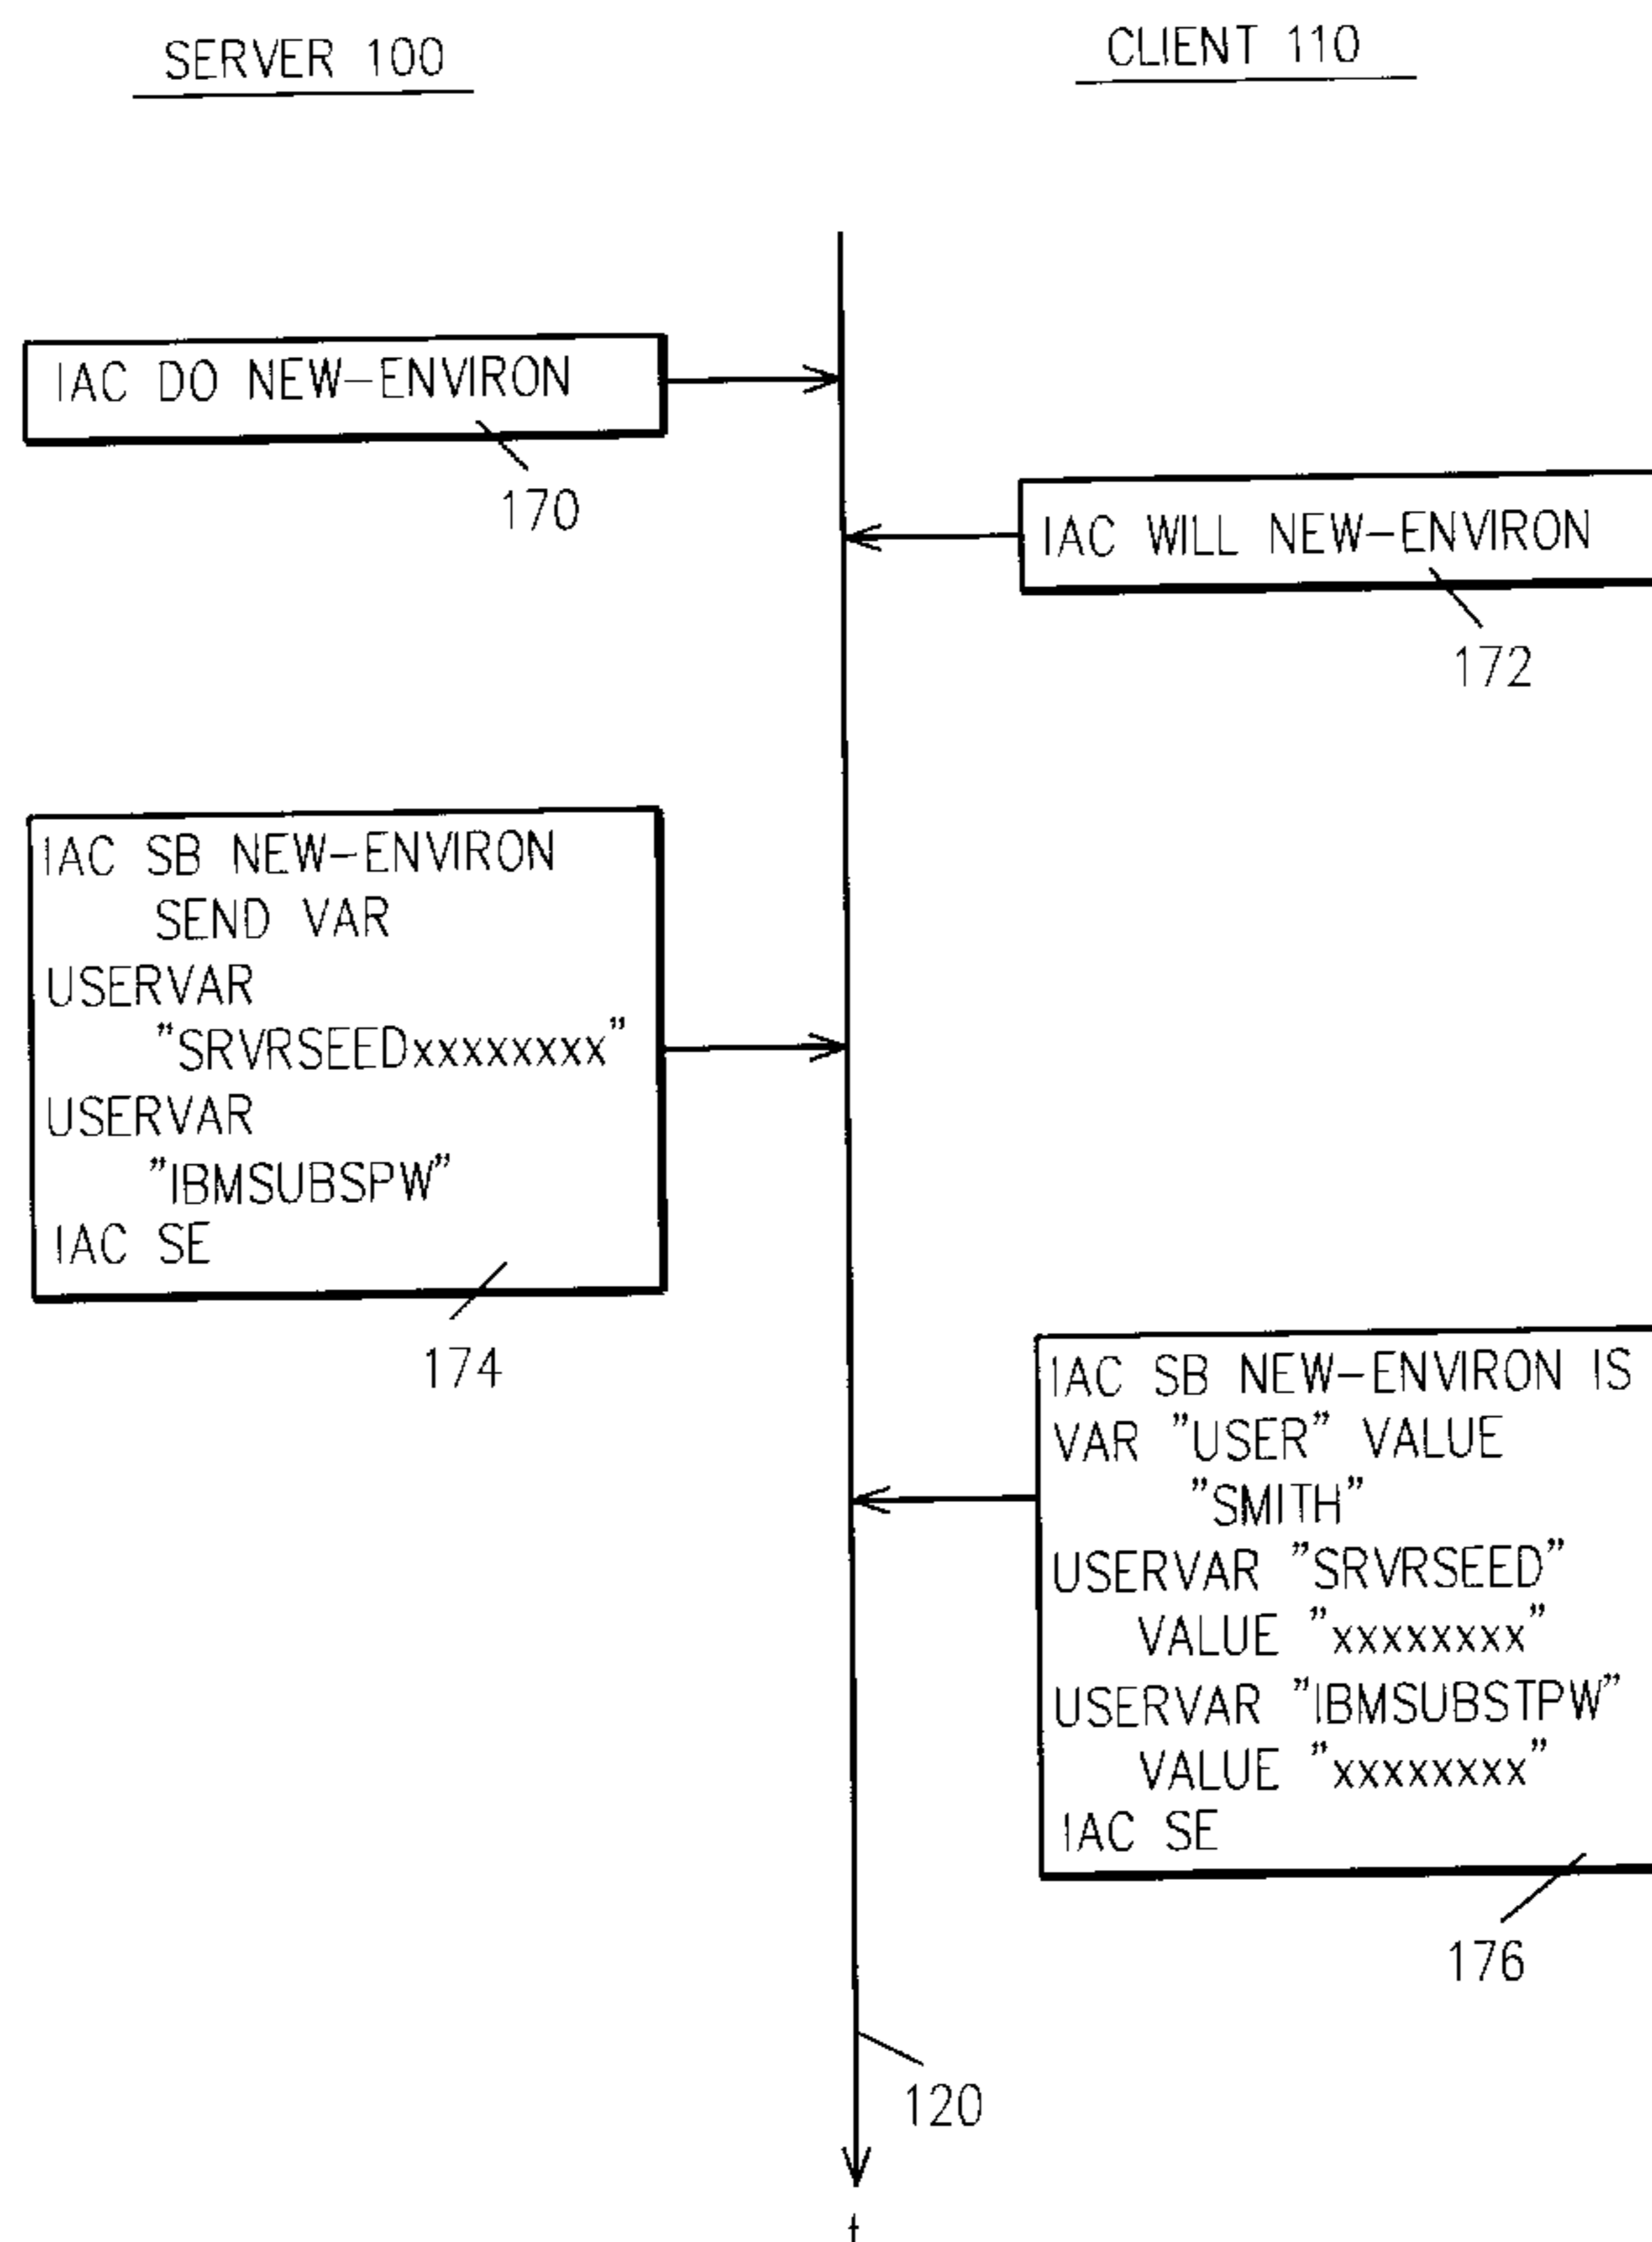 SERVER 100
CLIENT 110
IAC DO NEW-ENVIRON
170
IAC WILL NEW-ENVIRON
172
IAC SB NEW-ENVIRON
SEND VAR
USERVAR
"SRVRSEEDxxxxxxxx"
USERVAR
"IBMSUBSPW"
IAC SE
174
IAC SB NEW-ENVIRON IS
VAR "USER" VALUE
"SMITH"
USERVAR "SRVRSEED"
VALUE "xxxxxxxx"
USERVAR "IBMSUBSTPW"
VALUE "xxxxxxxx"
IAC SE
176
120
t